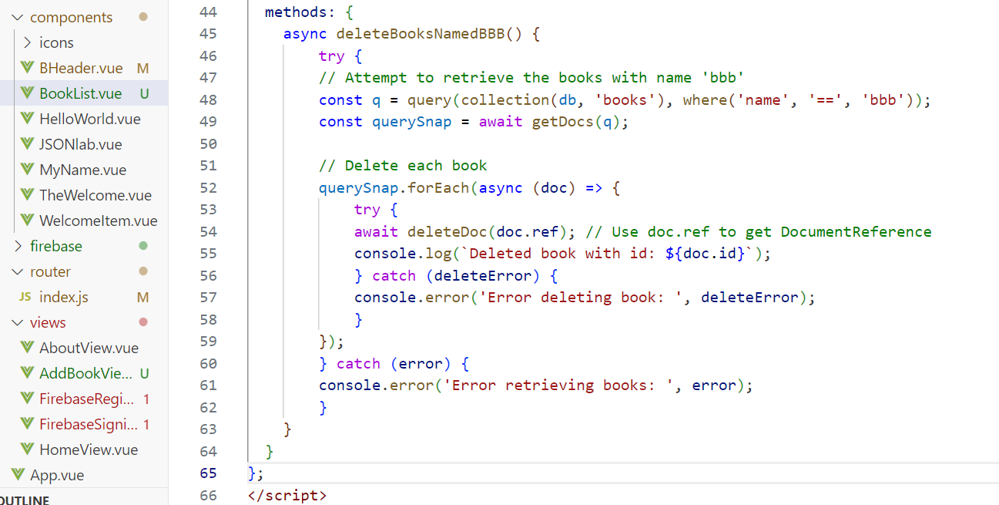 components
icons
BHeader.vue M
BookList.vue U
HelloWorld.vue
JSONlab.vue
MyName.vue
TheWelcome.vue
WelcomeItem.vue
firebase
router
JS index.js M
views
AboutView.vue
AddBookVie... U
FirebaseRegi... 1
FirebaseSigni... 1
HomeView.vue
App.vue
OUTLINE
44 methods: {
45 async deleteBooksNamedBBB() {
46 try {
47 // Attempt to retrieve the books with name 'bbb'
48 const q = query(collection(db, 'books'), where('name', '==', 'bbb'));
49 const querySnap = await getDocs(q);
50
51 // Delete each book
52 querySnap.forEach(async (doc) => {
53 try {
54 await deleteDoc(doc.ref); // Use doc.ref to get DocumentReference
55 console.log(`Deleted book with id: ${doc.id}`);
56 } catch (deleteError) {
57 console.error('Error deleting book: ', deleteError);
58 }
59 });
60 } catch (error) {
61 console.error('Error retrieving books: ', error);
62 }
63 }
64 }
65 };
66 </script>